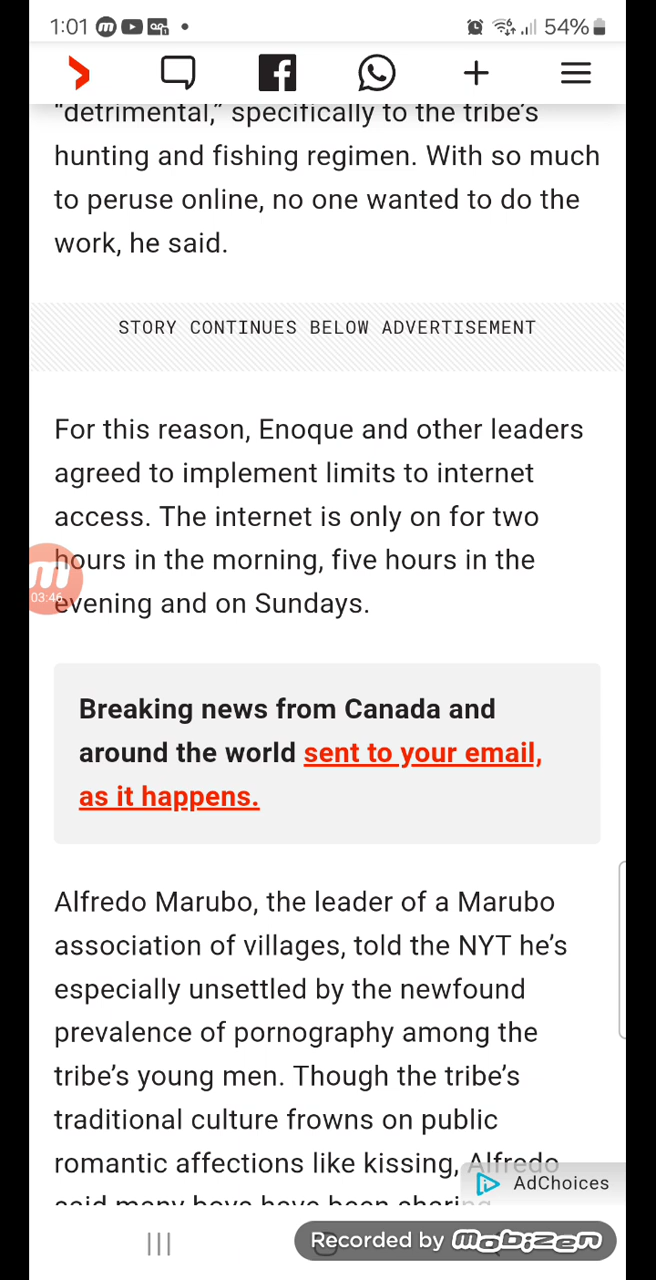 1:01
54%
"detrimental," specifically to the tribe's
hunting and fishing regimen. With so much
to peruse online, no one wanted to do the
work, he said.
STORY CONTINUES BELOW ADVERTISEMENT
For this reason, Enoque and other leaders
agreed to implement limits to internet
access. The internet is only on for two
hours in the morning, five hours in the
03:46
evening and on Sundays.
Breaking news from Canada and
around the world sent to your email,
as it happens.
Alfredo Marubo, the leader of a Marubo
association of villages, told the NYT he's
especially unsettled by the newfound
prevalence of pornography among the
tribe's young men. Though the tribe's
traditional culture frowns on public
romantic affections like kissing, Alfredo
AdChoices
said many boys have been sharing
Recorded by mobizen